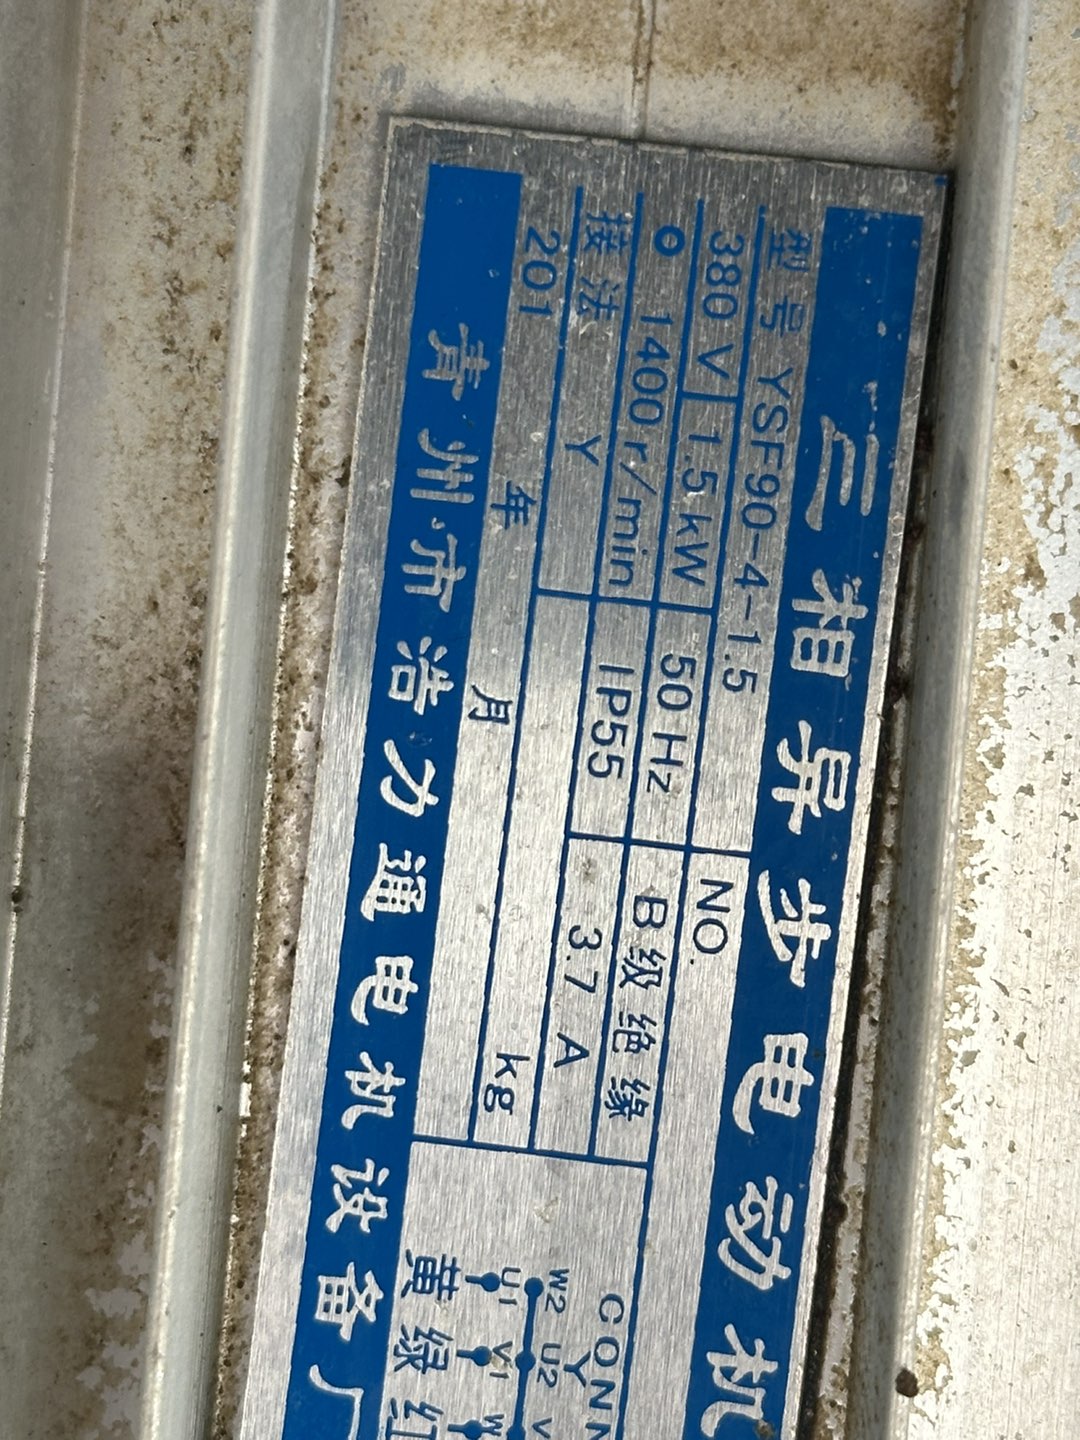 三相异步电动机
型号 YSF90-4-1.5 NO.
380 V 1.5 kW 50 Hz B级绝缘
1400 r/min IP55 3.7 A
接法 Y kg
201 年 月
CONN
Y
W2 U2 V
U1 V1 W
黄 绿 红
青州市浩力通电机设备厂